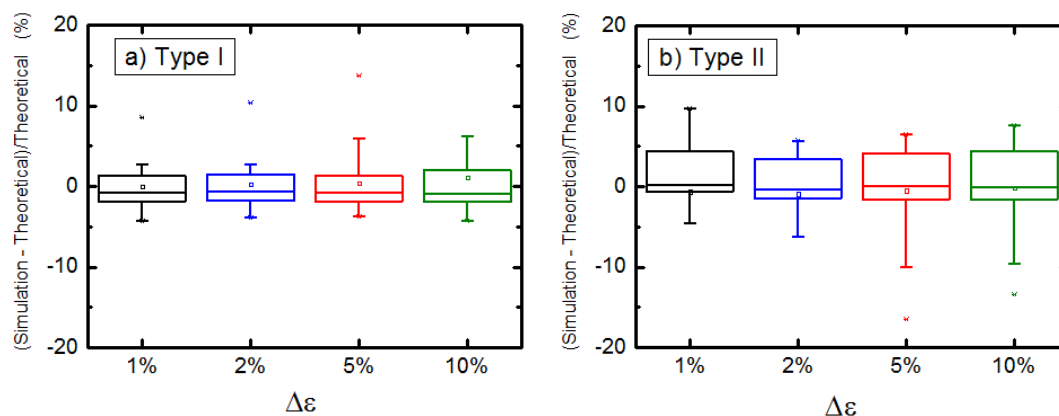 (Simulation - Theoretical)/Theoretical (%)
a) Type I
20
10
0
-10
-20
1% 2% 5% 10%
Δε
(Simulation - Theoretical)/Theoretical (%)
b) Type II
20
10
0
-10
-20
1% 2% 5% 10%
Δε